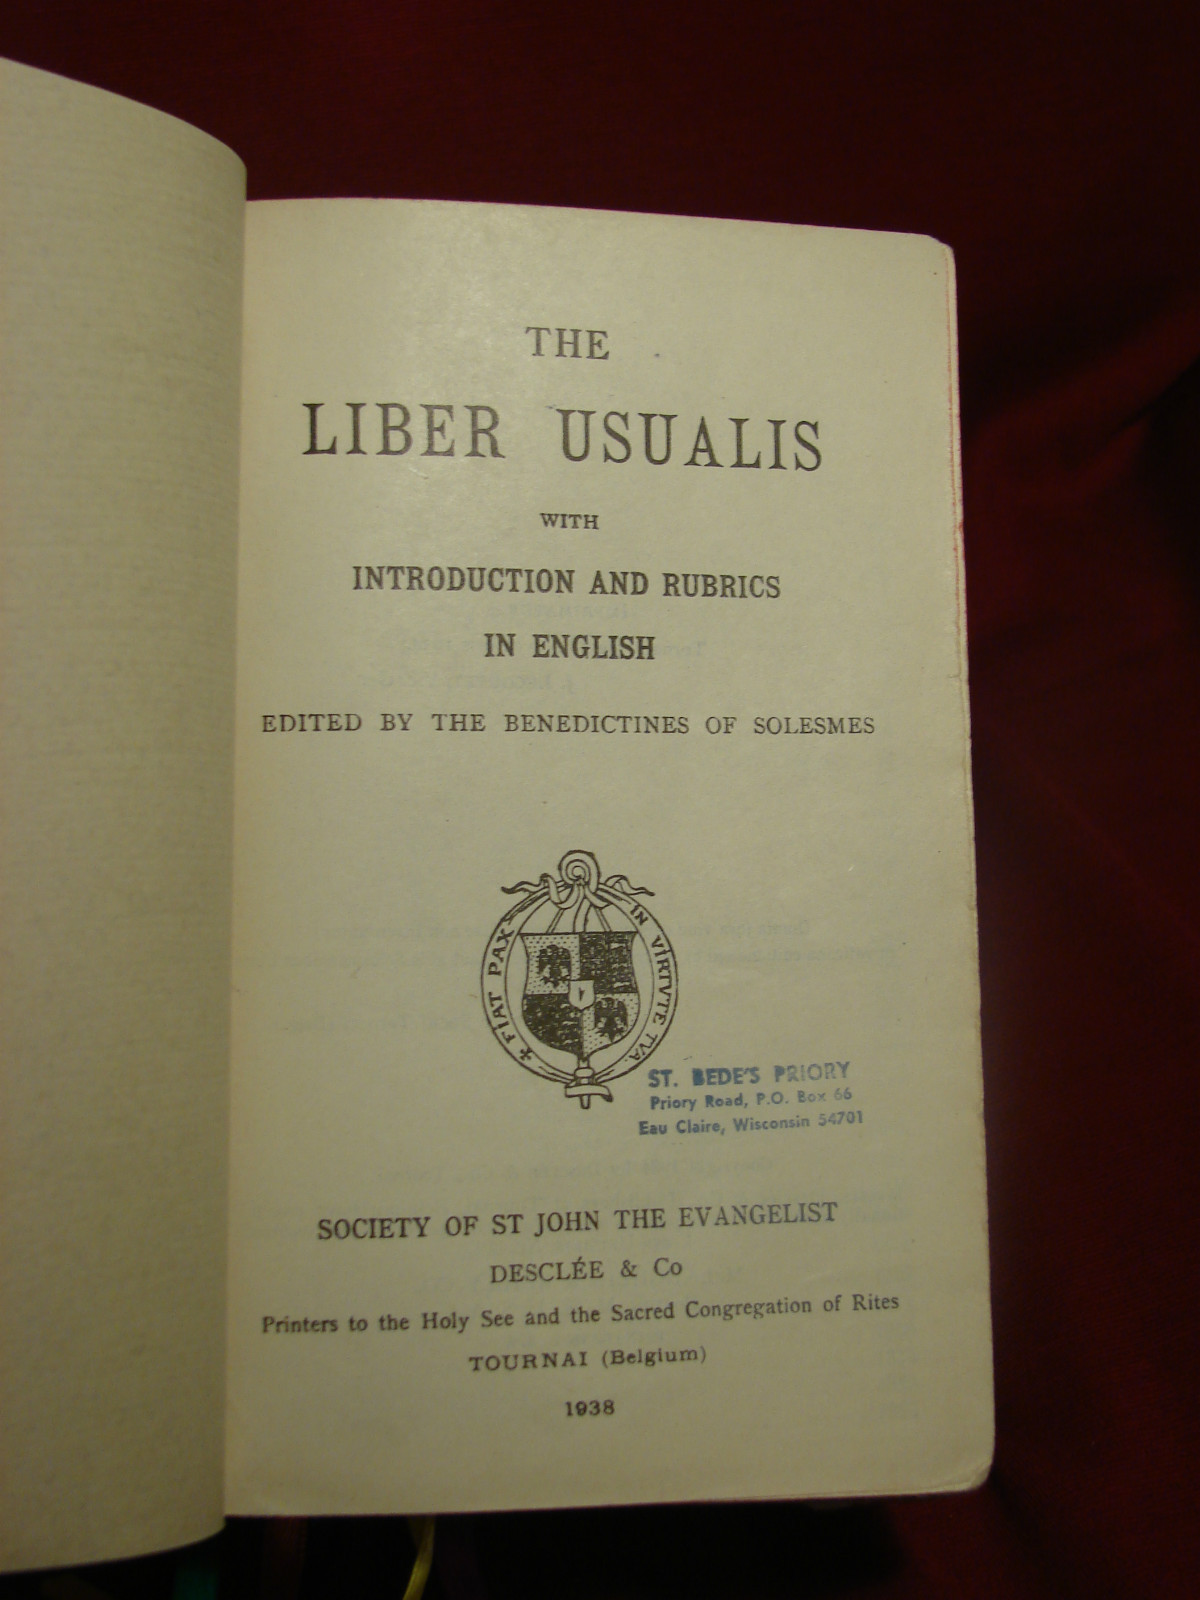 THE
LIBER USUALIS
WITH
INTRODUCTION AND RUBRICS
IN ENGLISH
EDITED BY THE BENEDICTINES OF SOLESMES
✠ FIAT PAX IN VIRTVTE TVA.
ST. BEDE'S PRIORY
Priory Road, P.O. Box 66
Eau Claire, Wisconsin 54701
SOCIETY OF ST JOHN THE EVANGELIST
DESCLÉE & Co
Printers to the Holy See and the Sacred Congregation of Rites
TOURNAI (Belgium)
1938